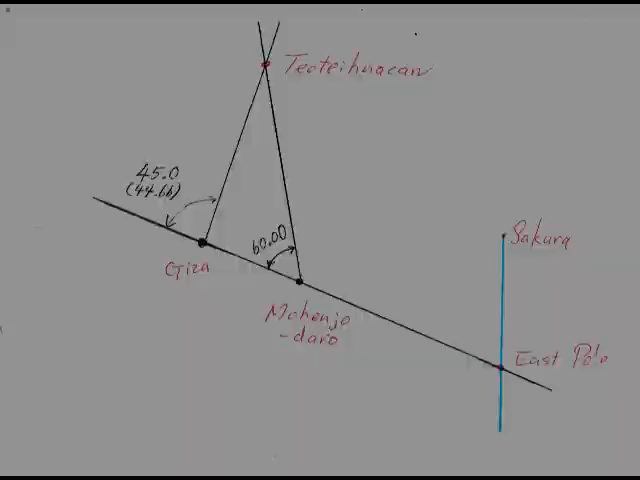 Teoteihuacan
45.0
(44.66)
60.00
Sakura
Giza
Mohenjo
-daro
East Pole